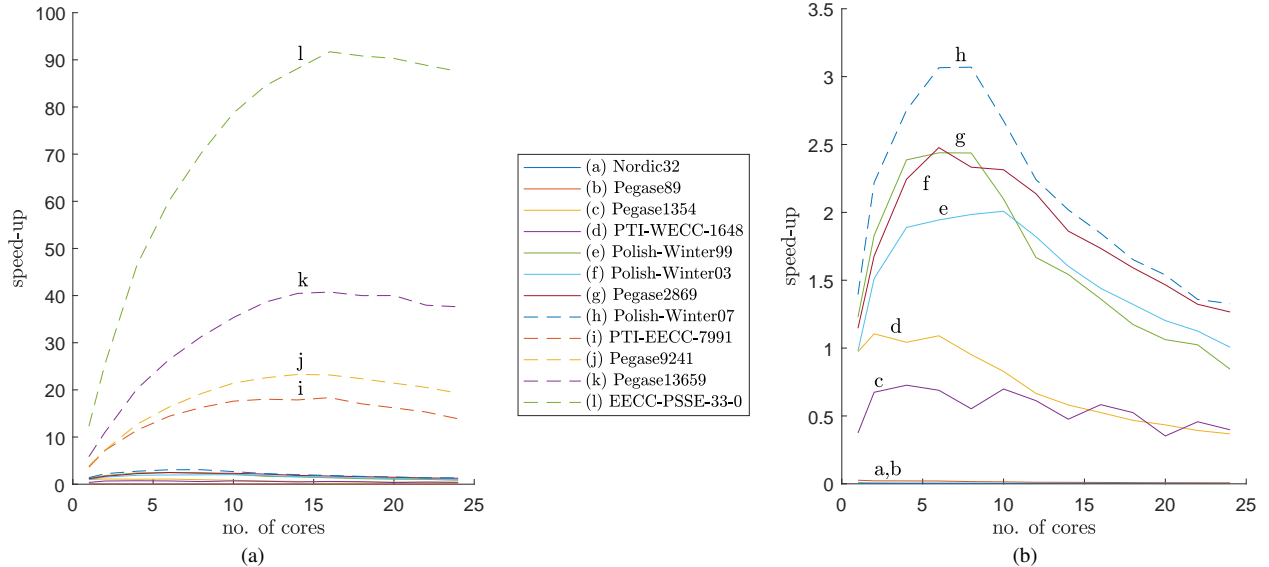 100
90
80
70
60
50
40
30
20
10
0
speed-up
0 5 10 15 20 25
no. of cores
l
k
j
i
(a)
(a) Nordic32
(b) Pegase89
(c) Pegase1354
(d) PTI-WECC-1648
(e) Polish-Winter99
(f) Polish-Winter03
(g) Pegase2869
(h) Polish-Winter07
(i) PTI-EECC-7991
(j) Pegase9241
(k) Pegase13659
(l) EECC-PSSE-33-0
3.5
3
2.5
2
1.5
1
0.5
0
speed-up
0 5 10 15 20 25
no. of cores
h
g
f
e
d
c
a,b
(b)